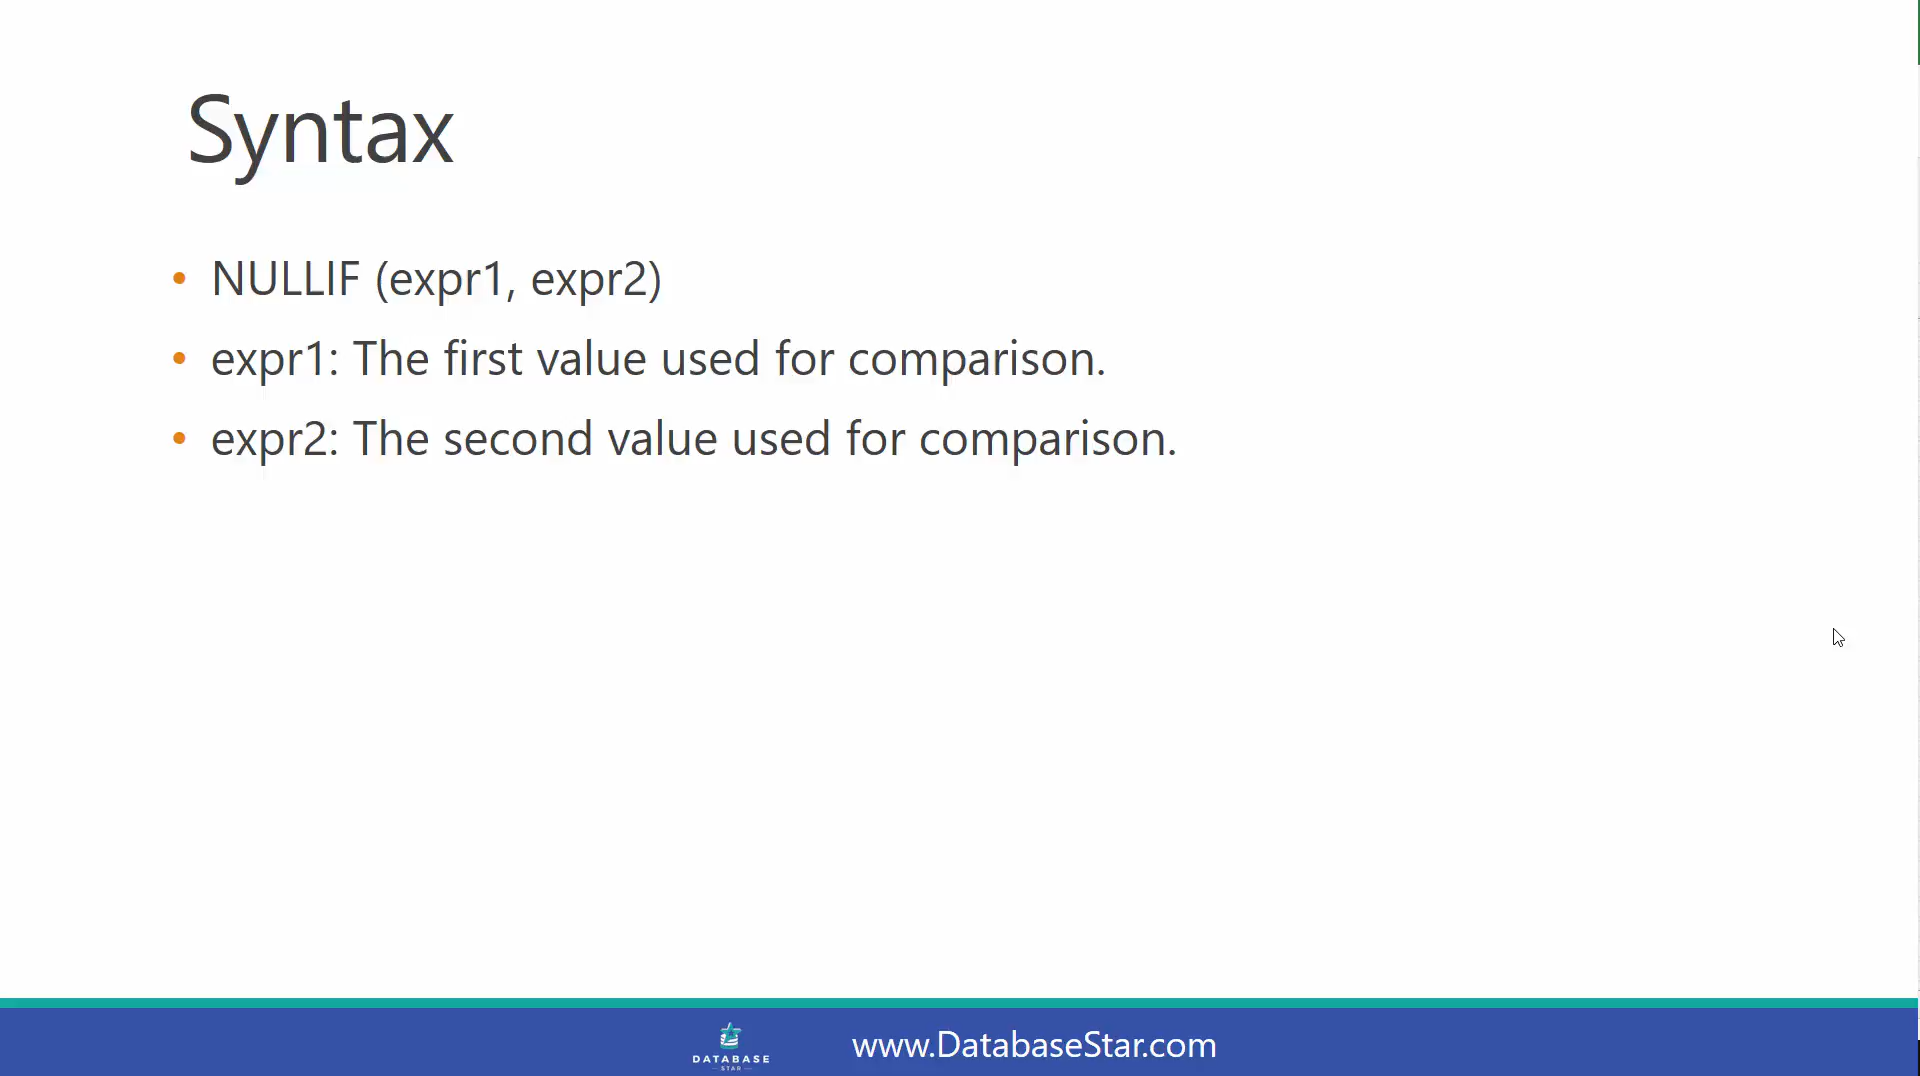 Syntax
• NULLIF (expr1, expr2)
• expr1: The first value used for comparison.
• expr2: The second value used for comparison.
DATABASE
STAR
www.DatabaseStar.com